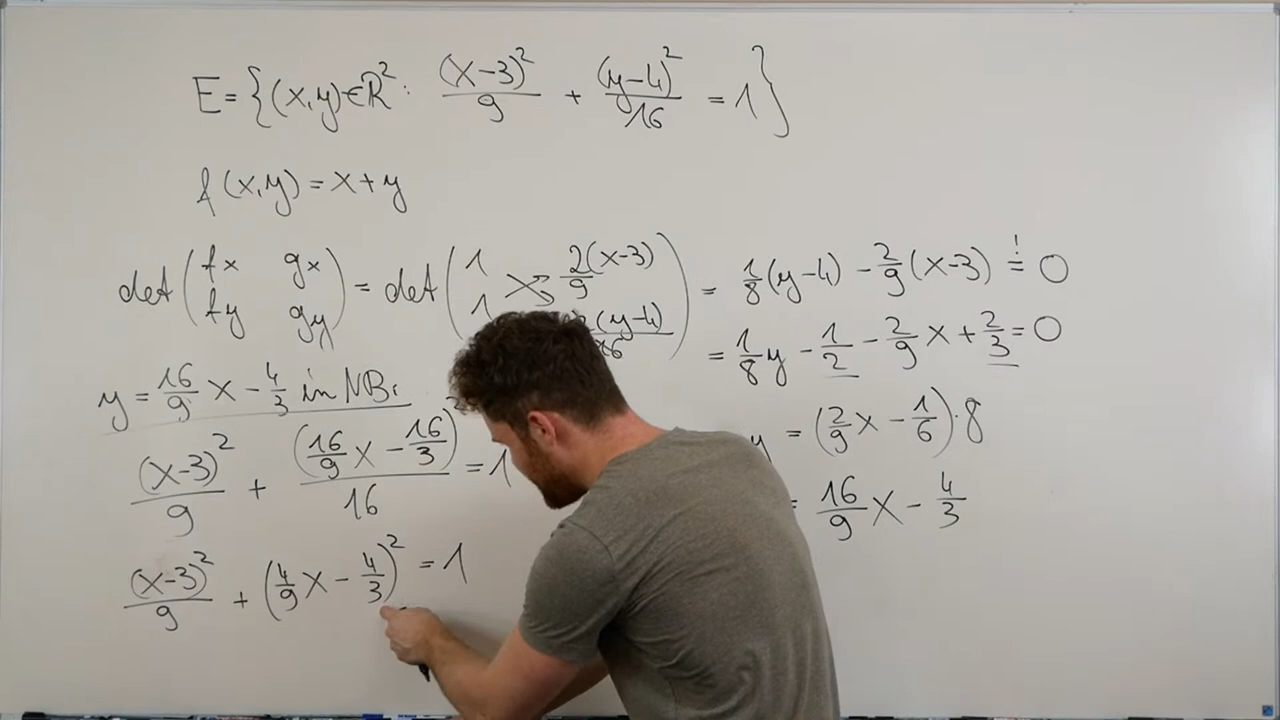 E = {(x,y) ∈ ℝ² : (x-3)²/9 + (y-4)²/16 = 1}
f(x,y) = x + y
det(fx gx; fy gy) = det(1 2/9(x-3); 1 2(y-4)/16) = 1/8(y-4) - 2/9(x-3) =! 0
= 1/8 y - 1/2 - 2/9 x + 2/3 = 0
y = (2/9 x - 1/6)·8
= 16/9 x - 4/3
y = 16/9 x - 4/3 in NB:
(x-3)²/9 + (16/9 x - 16/3)²/16 = 1
(x-3)²/9 + (4/9 x - 4/3)² = 1